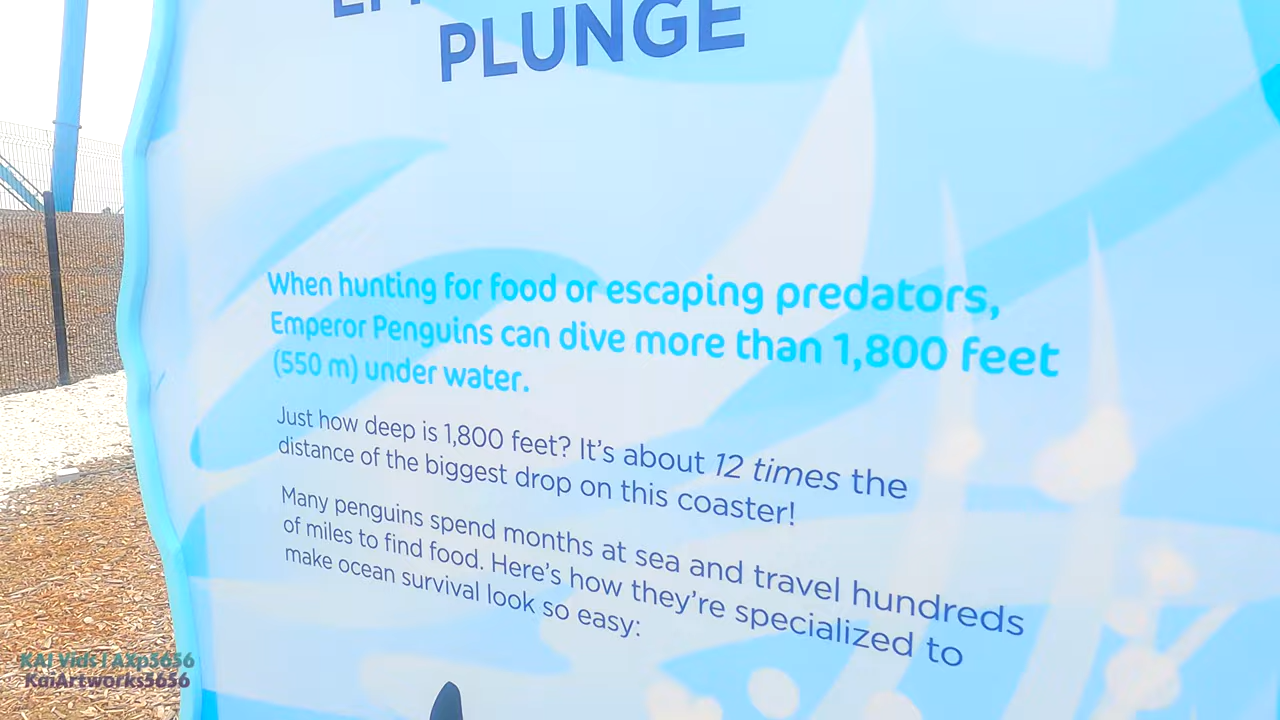 PLUNGE
When hunting for food or escaping predators,
Emperor Penguins can dive more than 1,800 feet
(550 m) under water.
Just how deep is 1,800 feet? It's about 12 times the
distance of the biggest drop on this coaster!
Many penguins spend months at sea and travel hundreds
of miles to find food. Here's how they're specialized to
make ocean survival look so easy:
KAI Vids | AXp5656
KaiArtworks5656